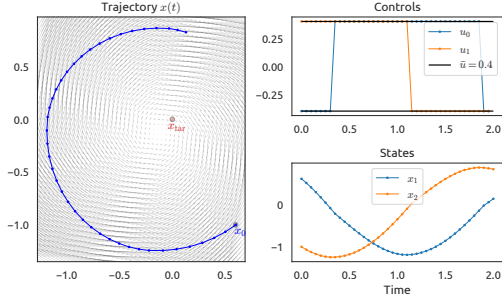 Trajectory x(t)
0.5
0.0
−0.5
−1.0
−1.0
−0.5
0.0
0.5
x_tar
x_0
Controls
0.25
0.00
−0.25
0.0
0.5
1.0
1.5
2.0
u_0
u_1
ū = 0.4
States
0
−1
0.0
0.5
1.0
1.5
2.0
x_1
x_2
Time